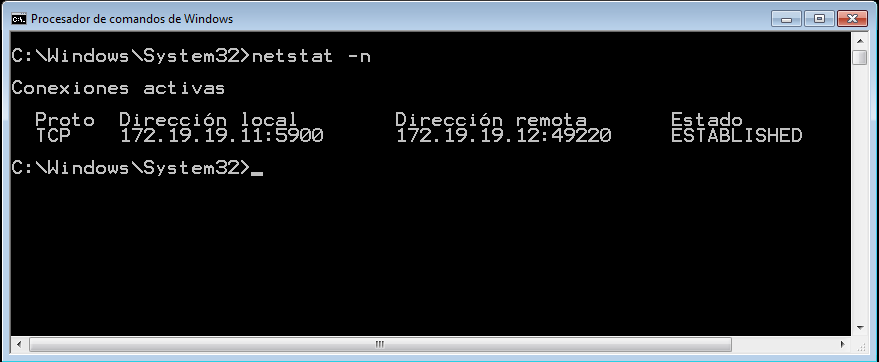 Procesador de comandos de Windows
C:\Windows\System32>netstat -n
Conexiones activas
Proto Dirección local Dirección remota Estado
TCP 172.19.19.11:5900 172.19.19.12:49220 ESTABLISHED
C:\Windows\System32>_